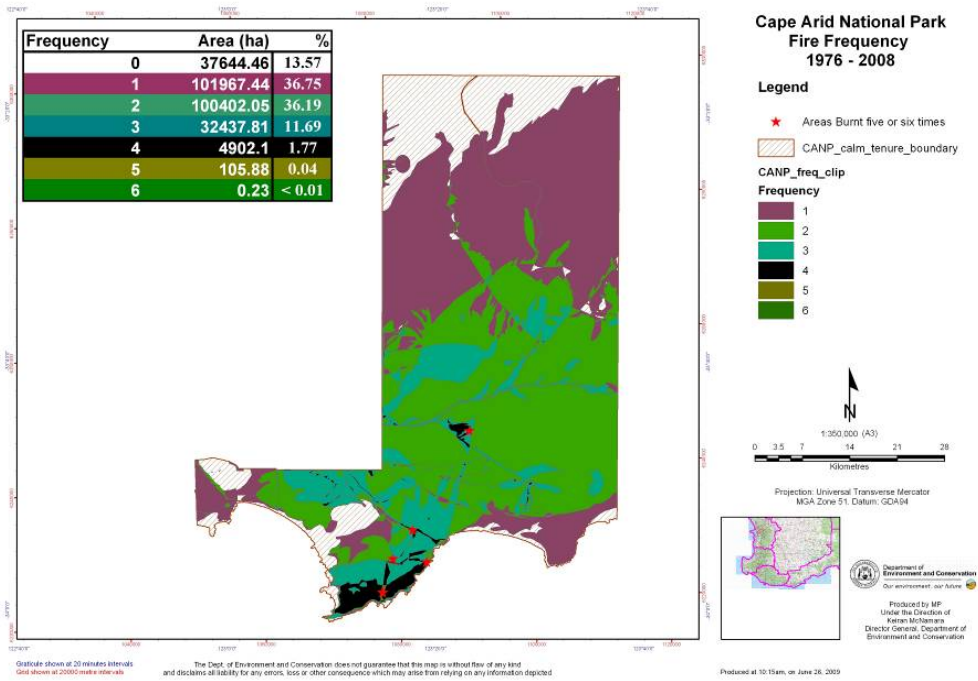 Cape Arid National Park
Fire Frequency
1976 - 2008
Frequency Area (ha) %
0 37644.46 13.57
1 101967.44 36.75
2 100402.05 36.19
3 32437.81 11.69
4 4902.1 1.77
5 105.88 0.04
6 0.23 < 0.01
Legend
Areas Burnt five or six times
CANP_calm_tenure_boundary
CANP_freq_clip
Frequency
1
2
3
4
5
6
N
1:350,000 (A3)
0 3.5 7 14 21 28
Kilometres
Projection: Universal Transverse Mercator
MGA Zone 51. Datum: GDA94
Department of
Environment and Conservation
Our environment, our future
Produced by MP
Under the Direction of
Keiran McNamara
Director General, Department of
Environment and Conservation
Graticule shown at 20 minutes intervals
Grid shown at 20000 metre intervals
The Dept. of Environment and Conservation does not guarantee that this map is without flaw of any kind
and disclaims all liability for any errors, loss or other consequence which may arise from relying on any information depicted
Produced at 10:15am, on June 26, 2009